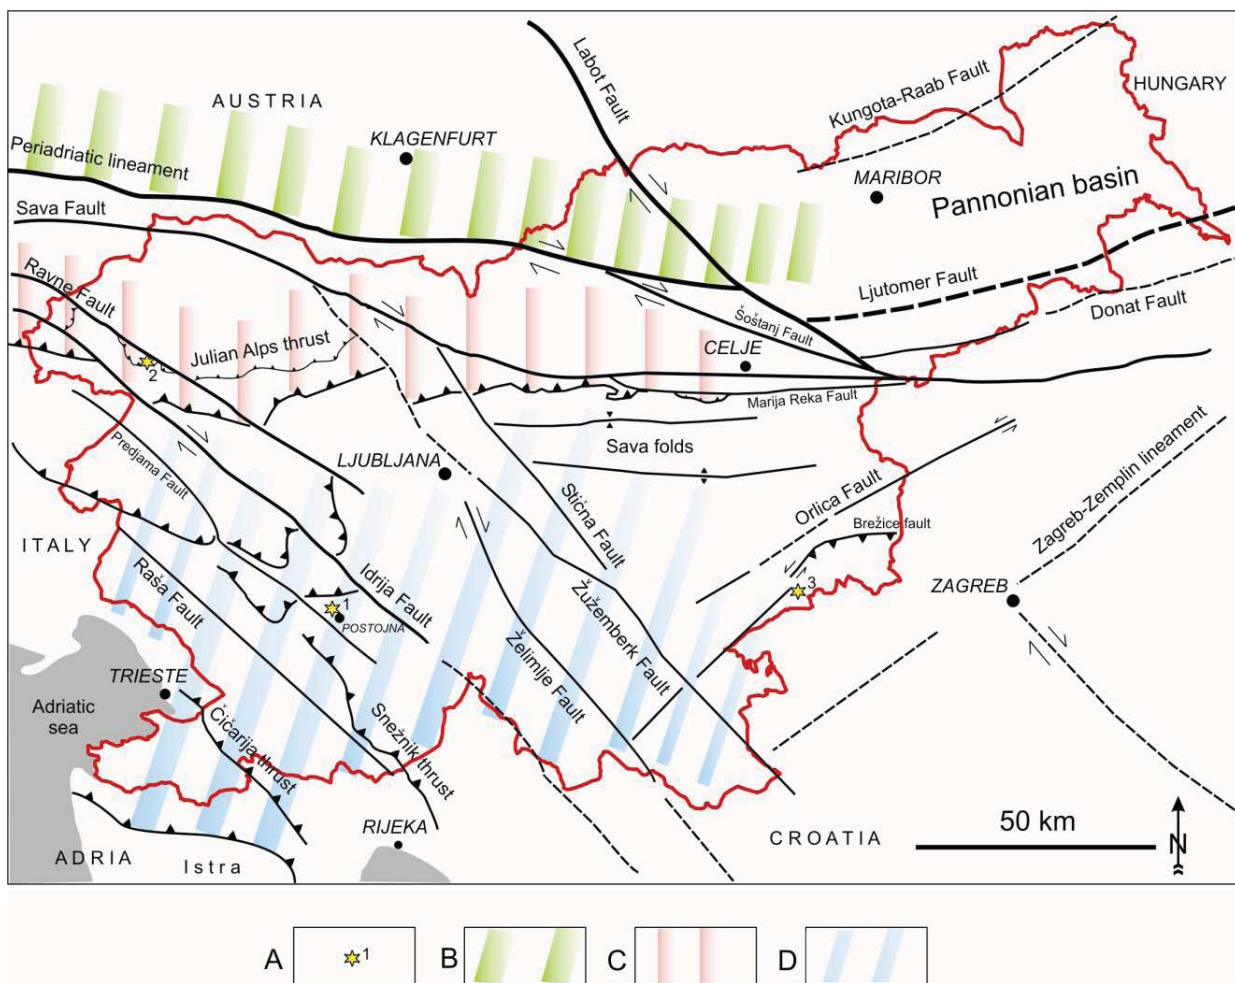 AUSTRIA
HUNGARY
Labot Fault
Kungota-Raab Fault
KLAGENFURT
Periadriatic lineament
MARIBOR
Pannonian basin
Sava Fault
Ravne Fault
Ljutomer Fault
Donat Fault
Šoštanj Fault
Julian Alps thrust
2
CELJE
Marija Reka Fault
Sava folds
Predjama Fault
LJUBLJANA
Stična Fault
Orlica Fault
Brežice fault
Zagreb-Zemplin lineament
ITALY
Raša Fault
Idrija Fault
1
POSTOJNA
3
ZAGREB
Žužemberk Fault
Želimlje Fault
TRIESTE
Adriatic
sea
Čičarija thrust
Snežnik thrust
RIJEKA
CROATIA
50 km
N
ADRIA
Istra
A
1
B
C
D